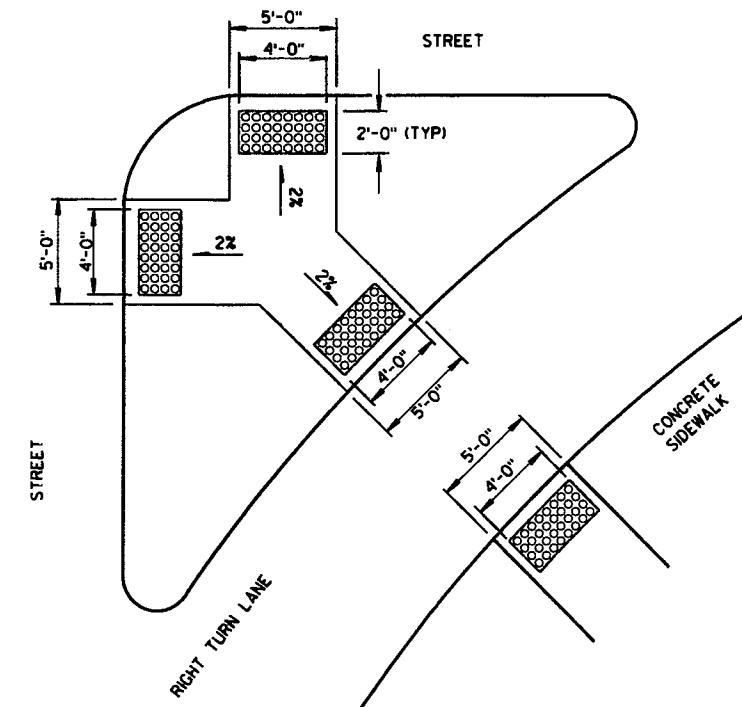 5'-0"
4'-0"
STREET
2'-0" (TYP)
2%
5'-0"
4'-0"
2%
2%
4'-0"
5'-0"
CONCRETE
SIDEWALK
5'-0"
4'-0"
STREET
RIGHT TURN LANE